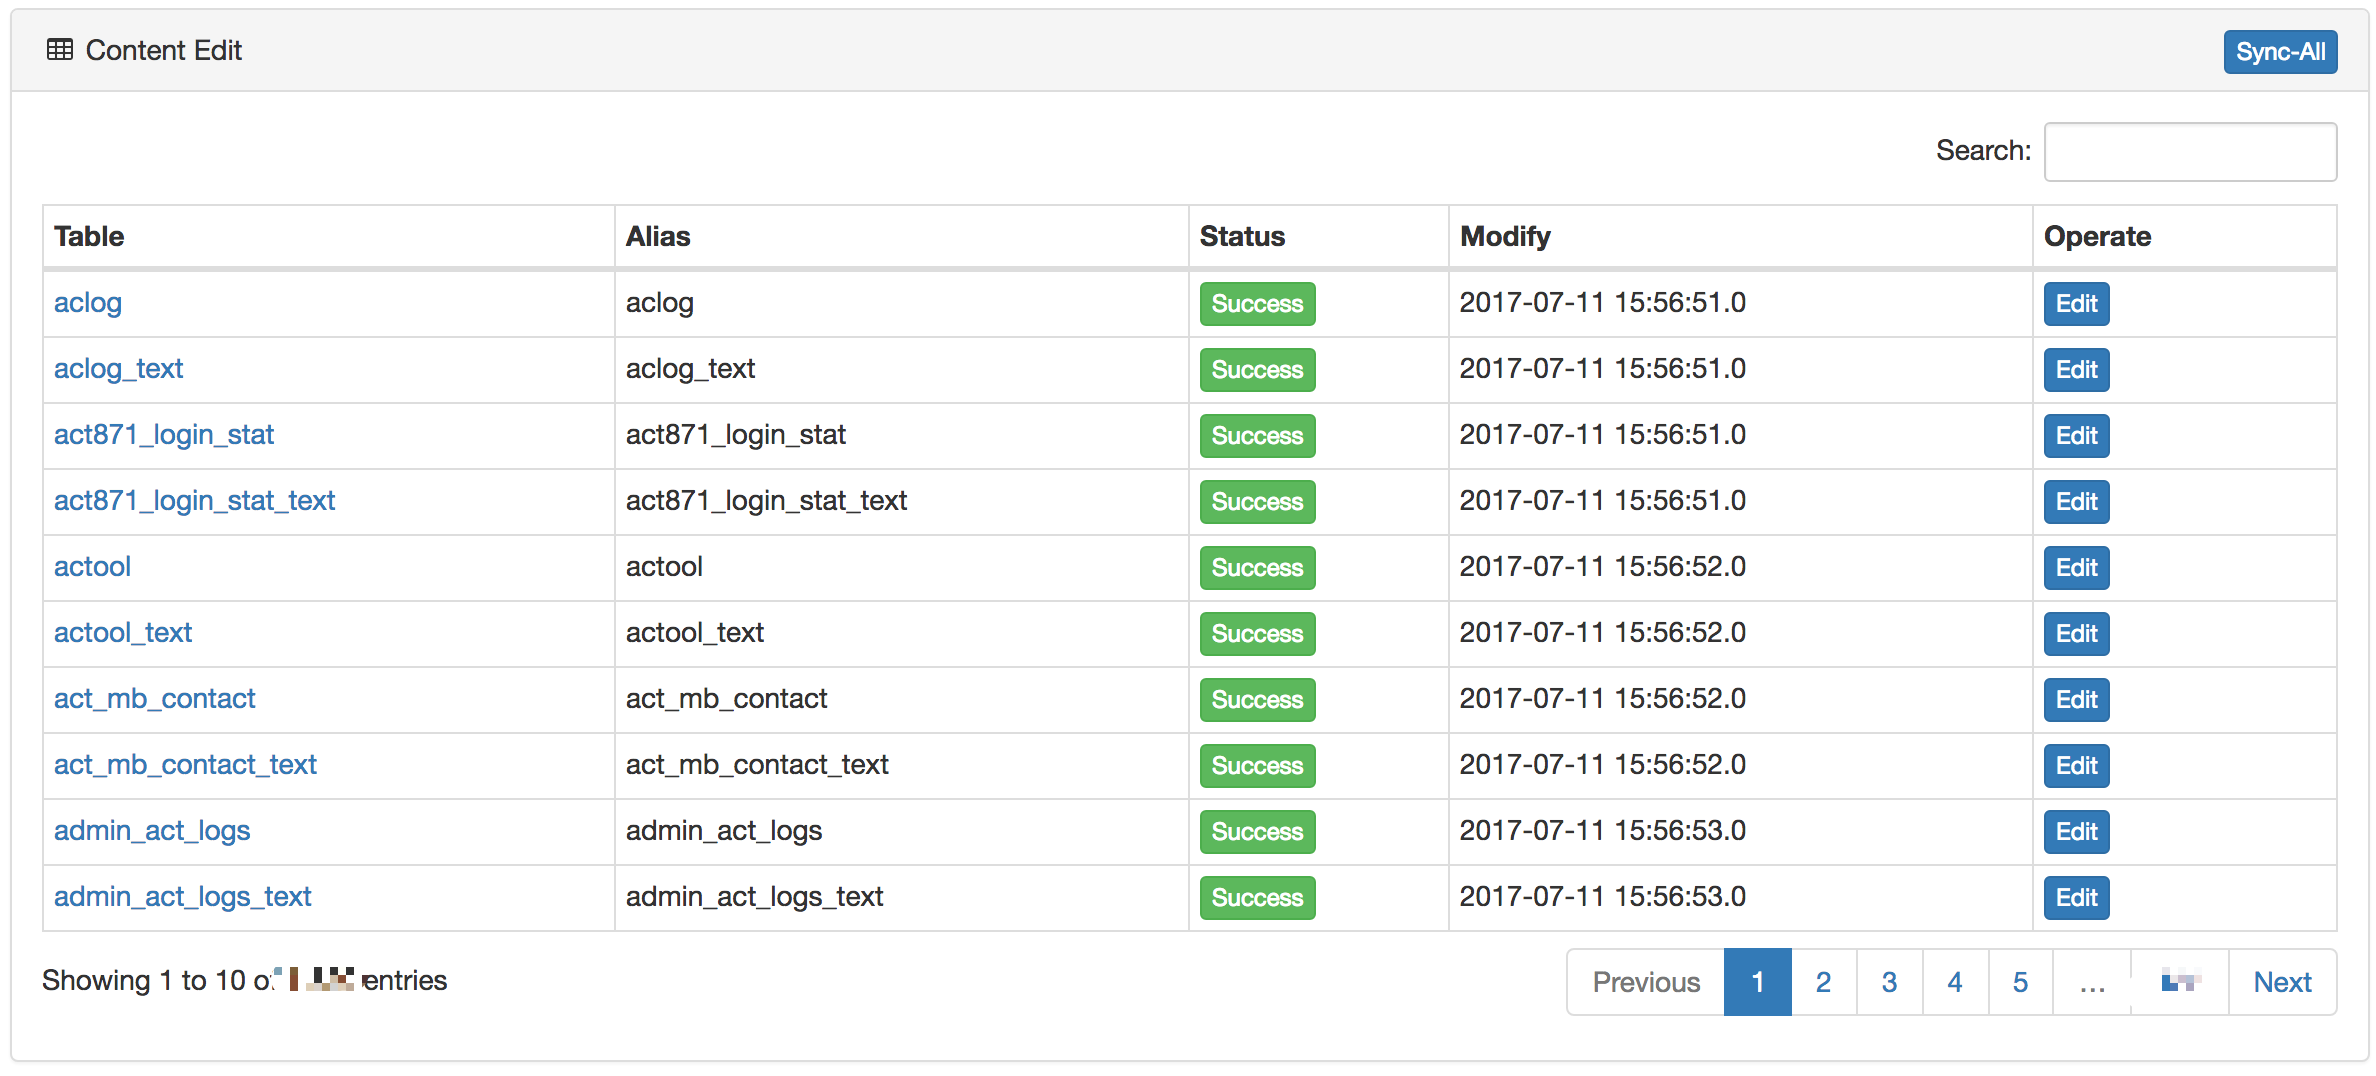 Content Edit Sync-All
Search:
Table Alias Status Modify Operate
aclog aclog Success 2017-07-11 15:56:51.0 Edit
aclog_text aclog_text Success 2017-07-11 15:56:51.0 Edit
act871_login_stat act871_login_stat Success 2017-07-11 15:56:51.0 Edit
act871_login_stat_text act871_login_stat_text Success 2017-07-11 15:56:51.0 Edit
actool actool Success 2017-07-11 15:56:52.0 Edit
actool_text actool_text Success 2017-07-11 15:56:52.0 Edit
act_mb_contact act_mb_contact Success 2017-07-11 15:56:52.0 Edit
act_mb_contact_text act_mb_contact_text Success 2017-07-11 15:56:52.0 Edit
admin_act_logs admin_act_logs Success 2017-07-11 15:56:53.0 Edit
admin_act_logs_text admin_act_logs_text Success 2017-07-11 15:56:53.0 Edit
Showing 1 to 10 entries Previous 1 2 3 4 5 ... Next